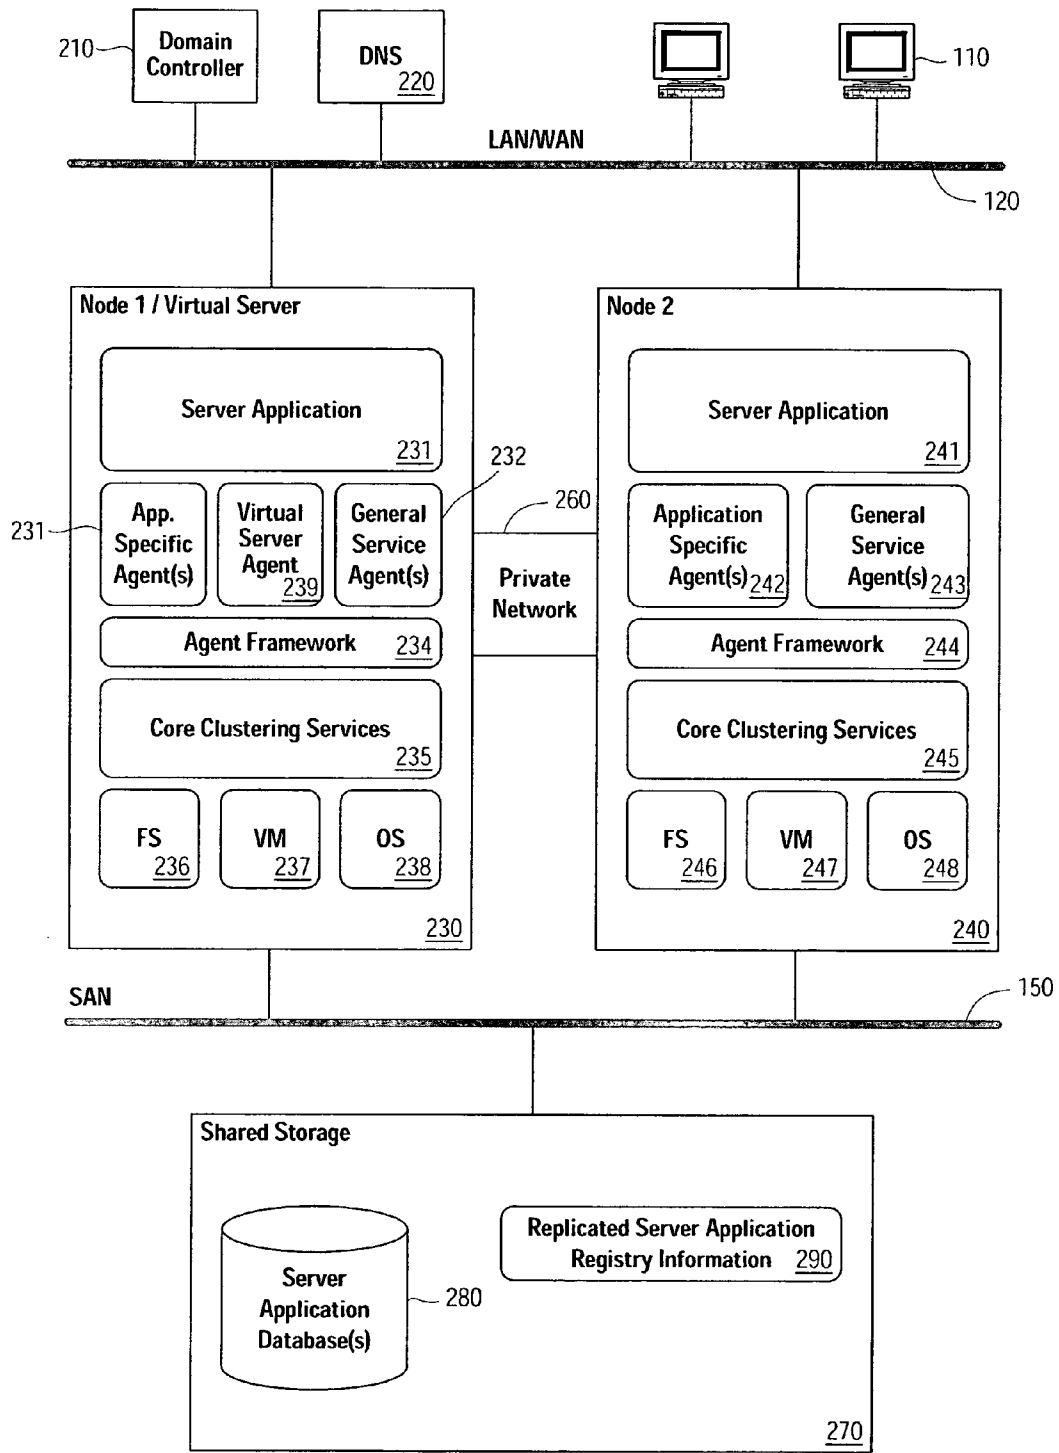 210
Domain
Controller
DNS
220
110
LAN/WAN
120
Node 1 / Virtual Server
Server Application
231
231
App.
Specific
Agent(s)
Virtual
Server
Agent
239
General
Service
Agent(s)
232
Agent Framework 234
Core Clustering Services
235
FS
236
VM
237
OS
238
230
260
Private
Network
Node 2
Server Application
241
Application
Specific
Agent(s) 242
General
Service
Agent(s) 243
Agent Framework 244
Core Clustering Services
245
FS
246
VM
247
OS
248
240
SAN
150
Shared Storage
Server
Application
Database(s)
280
Replicated Server Application
Registry Information 290
270